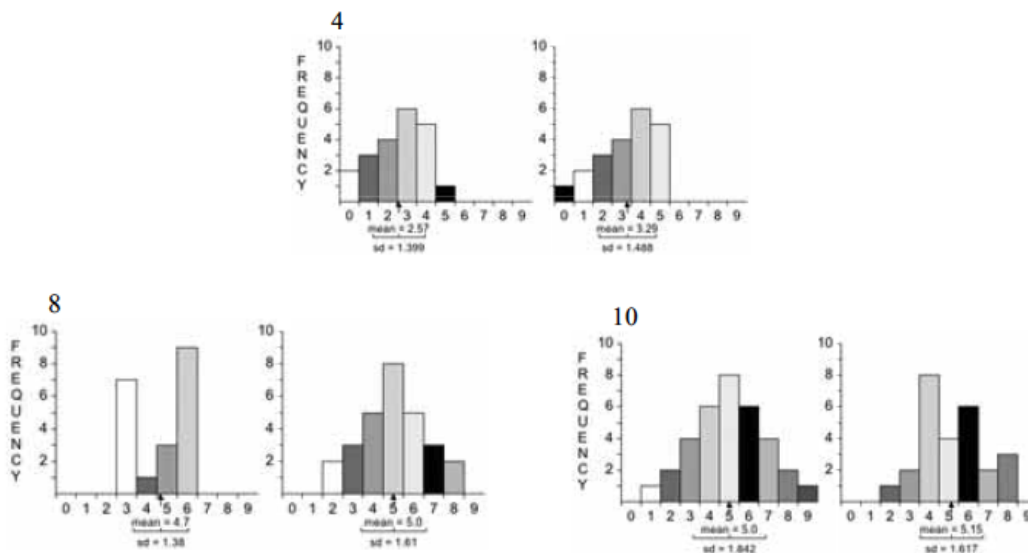 4
10 10
FREQUENCY
8 8
6 6
4 4
2 2
0 1 2 3 4 5 6 7 8 9 0 1 2 3 4 5 6 7 8 9
mean = 2.57 mean = 3.29
sd = 1.399 sd = 1.488
8 10
10 10 10 10
FREQUENCY FREQUENCY
8 8 8 8
6 6 6 6
4 4 4 4
2 2 2 2
0 1 2 3 4 5 6 7 8 9 0 1 2 3 4 5 6 7 8 9 0 1 2 3 4 5 6 7 8 9 0 1 2 3 4 5 6 7 8 9
mean = 4.7 mean = 5.0 mean = 5.0 mean = 5.15
sd = 1.38 sd = 1.61 sd = 1.842 sd = 1.617